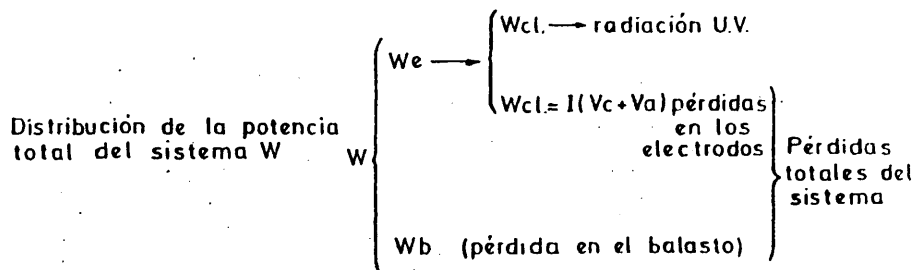 Wcl. → radiación U.V.
We →
Wcl. = I(Vc+Va) pérdidas
en los
electrodos
Distribución de la potencia
total del sistema W
W
Pérdidas
totales del
sistema
Wb (pérdida en el balasto)